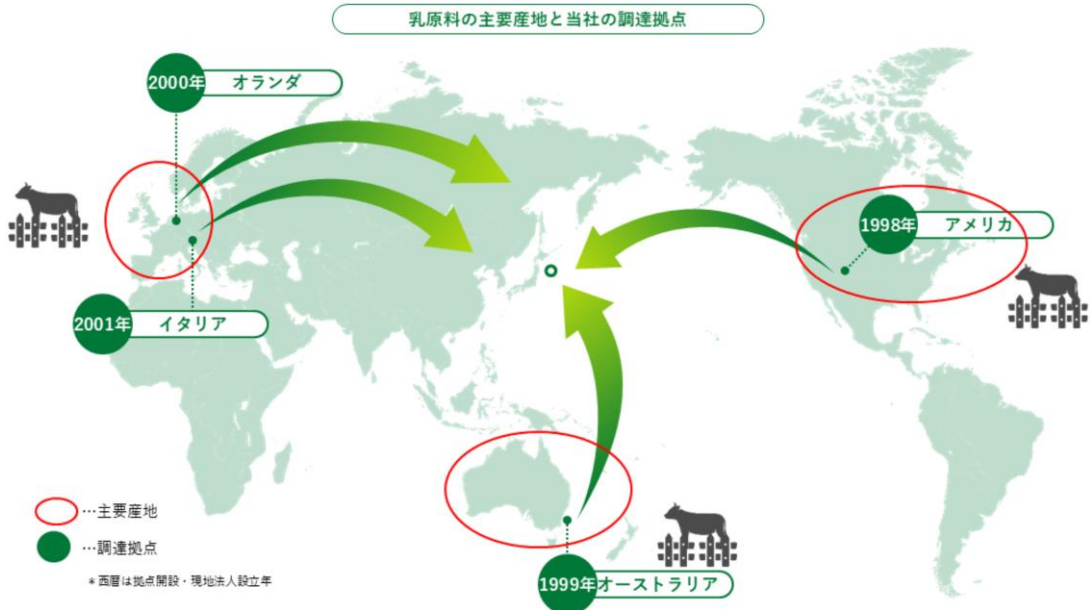 乳原料の主要産地と当社の調達拠点
2000年 オランダ
1998年 アメリカ
2001年 イタリア
…主要産地
…調達拠点
＊西暦は拠点開設・現地法人設立年
1999年 オーストラリア